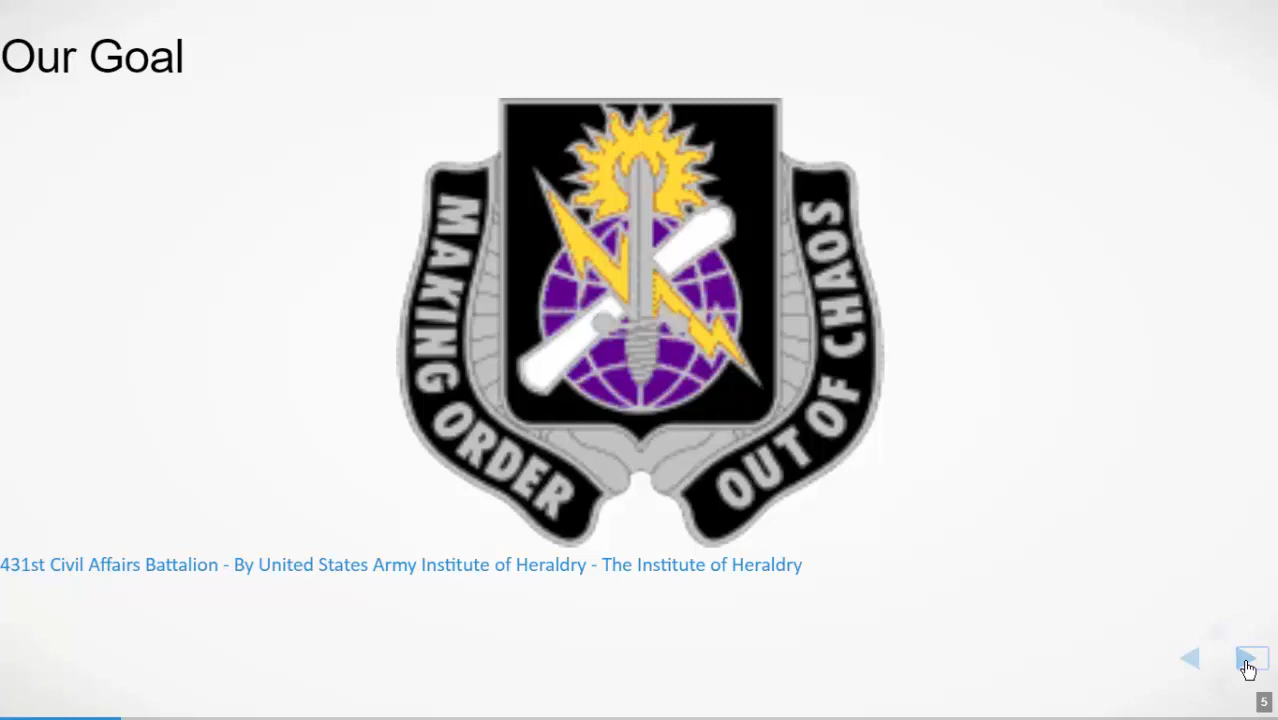 Our Goal
MAKING ORDER
OUT OF CHAOS
431st Civil Affairs Battalion - By United States Army Institute of Heraldry - The Institute of Heraldry
5